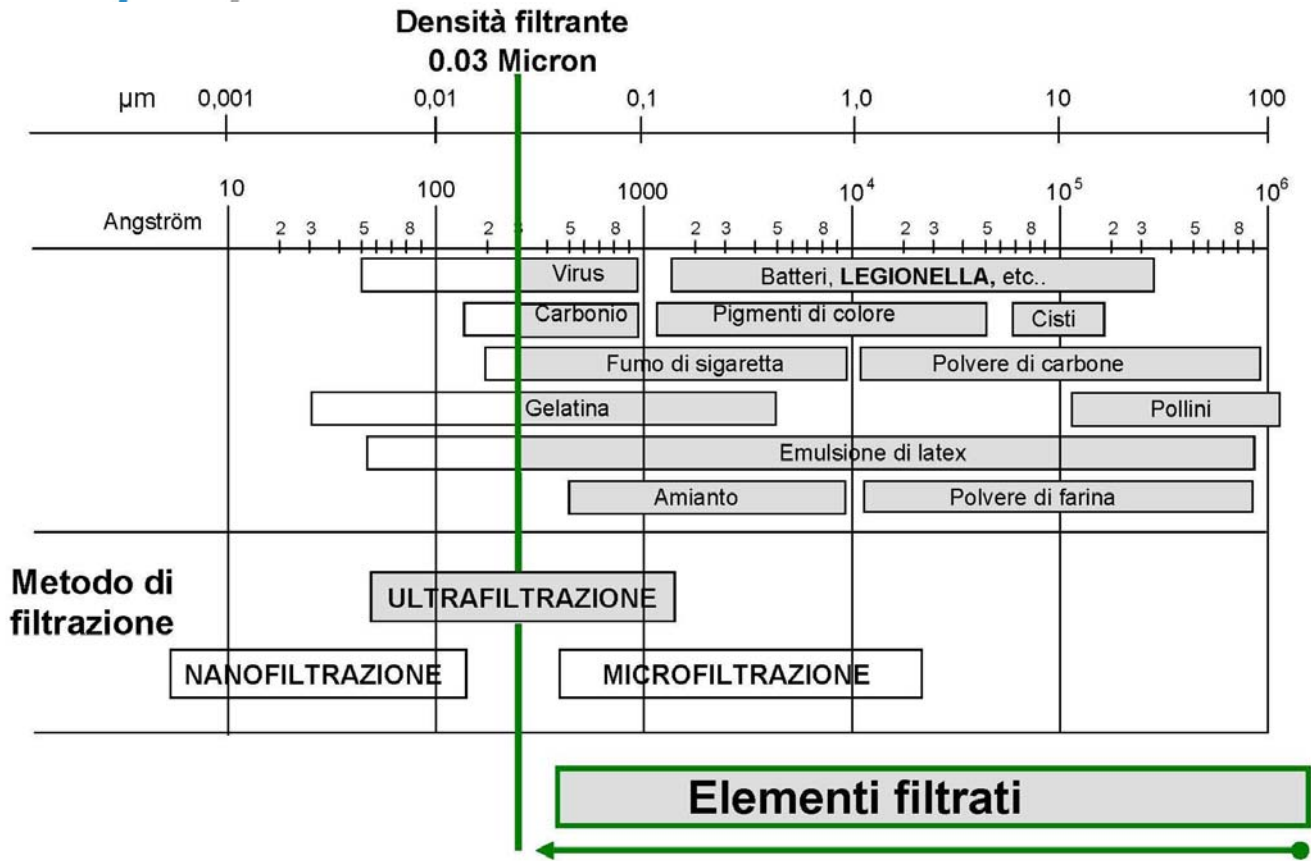 Densità filtrante
0.03 Micron
µm 0,001 0,01 0,1 1,0 10 100
10 100 1000 10⁴ 10⁵ 10⁶
Angström 2 3 5 8 2 3 5 8 2 3 5 8 2 3 5 8 2 3 5 8
Virus Batteri, LEGIONELLA, etc..
Carbonio Pigmenti di colore Cisti
Fumo di sigaretta Polvere di carbone
Gelatina Pollini
Emulsione di latex
Amianto Polvere di farina
Metodo di
filtrazione
ULTRAFILTRAZIONE
NANOFILTRAZIONE MICROFILTRAZIONE
Elementi filtrati